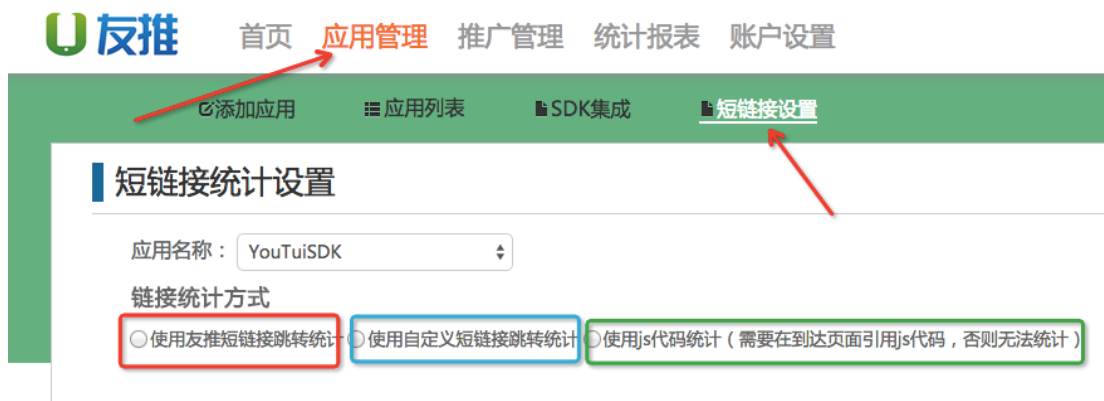 友推 首页 应用管理 推广管理 统计报表 账户设置
添加应用 应用列表 SDK集成 短链接设置
短链接统计设置
应用名称： YouTuiSDK
链接统计方式
使用友推短链接跳转统计 使用自定义短链接跳转统计 使用js代码统计（需要在到达页面引用js代码，否则无法统计）